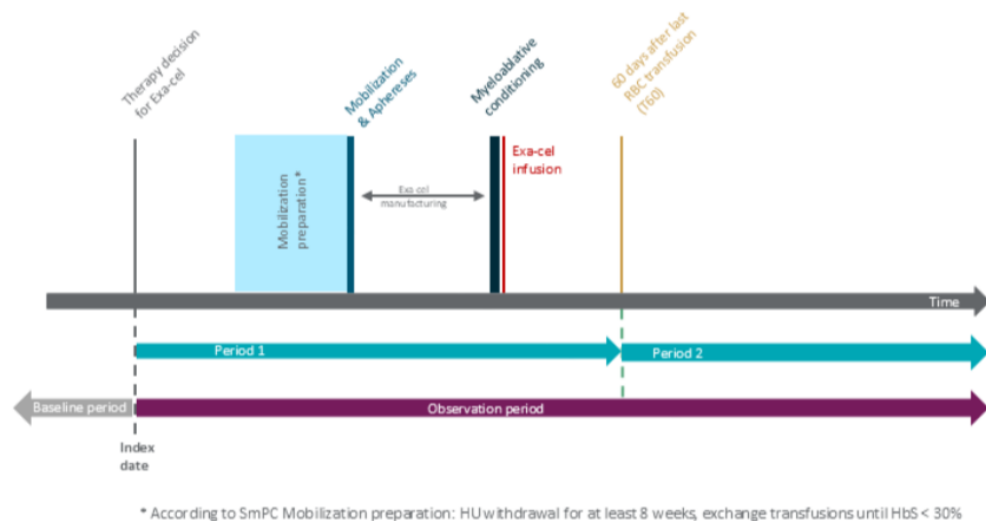 Therapy decision
for Exa-cel
Mobilization
& Aphereses
Myeloablative
conditioning
60 days after last
RBC transfusion
(T60)
Exa-cel
infusion
Mobilization
preparation*
Exa cel
manufacturing
Time
Period 1
Period 2
Baseline period
Observation period
Index
date
* According to SmPC Mobilization preparation: HU withdrawal for at least 8 weeks, exchange transfusions until HbS < 30%